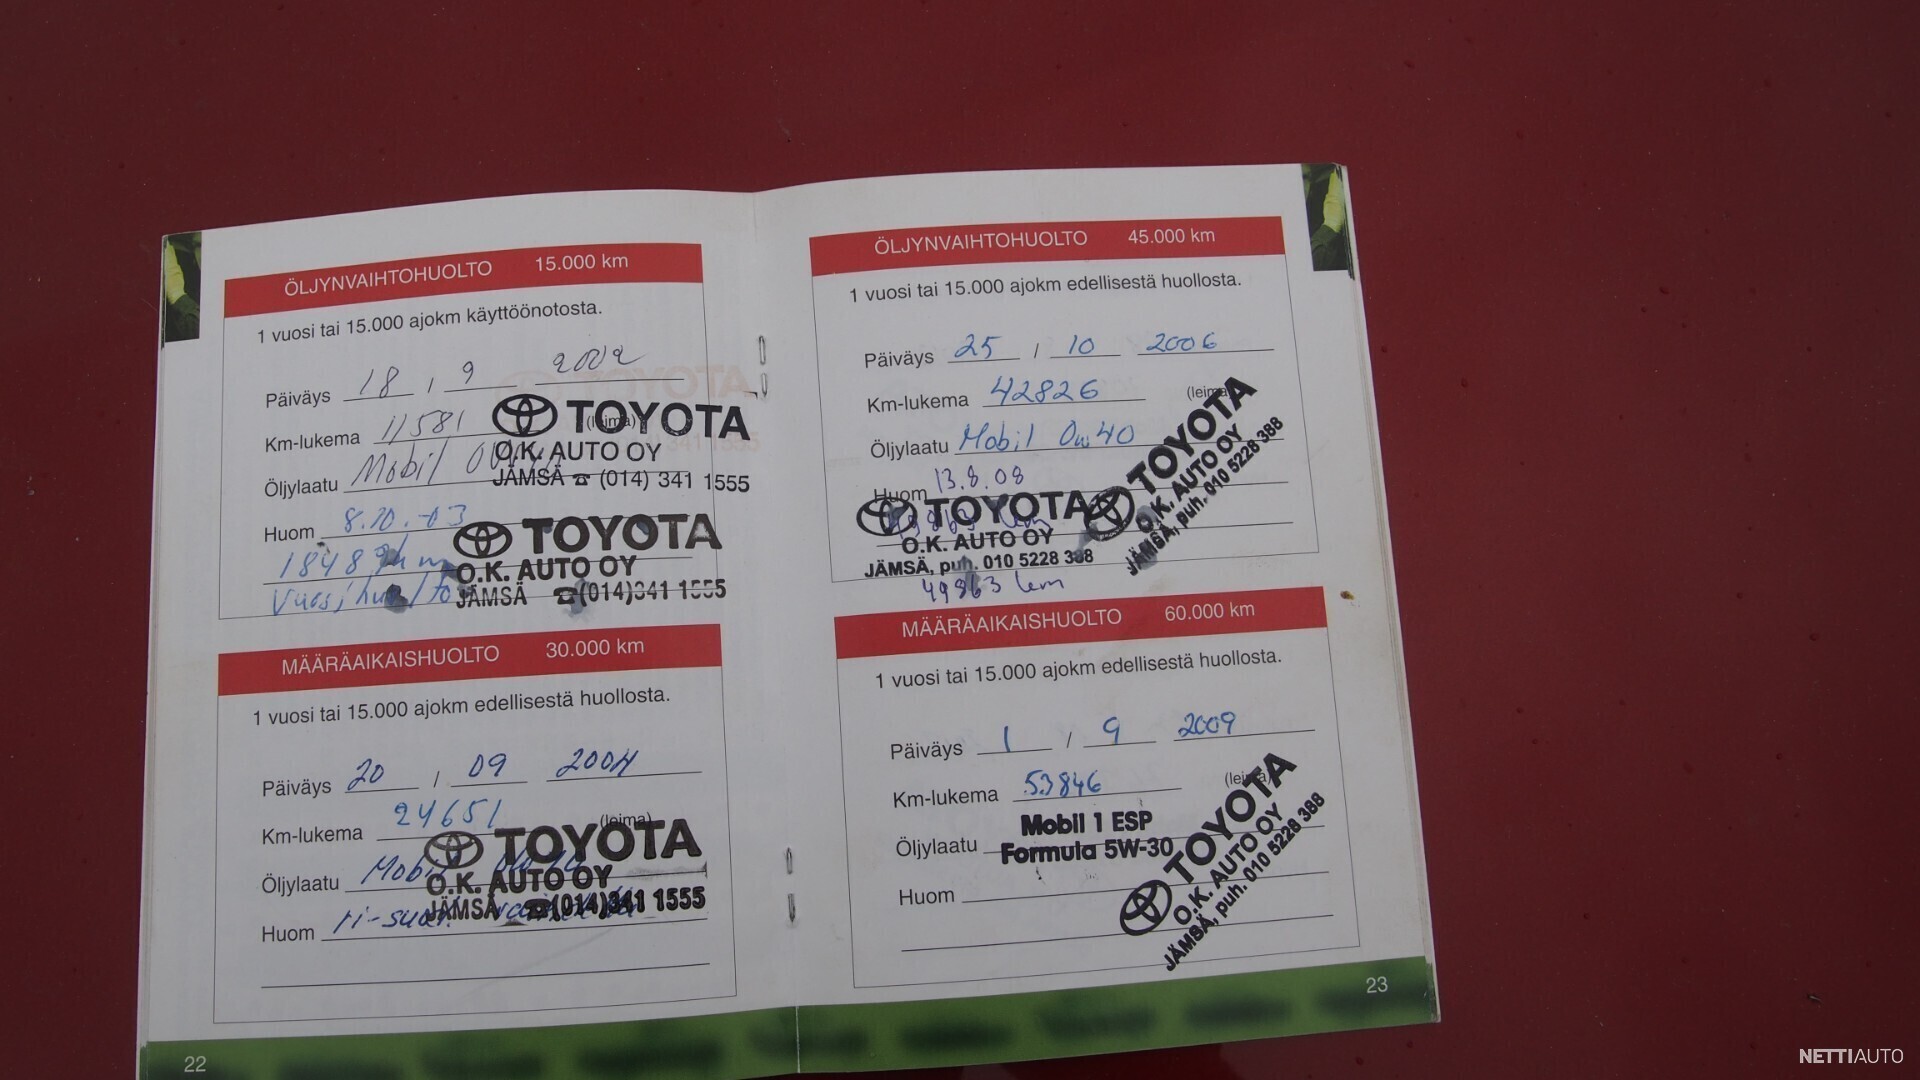 ÖLJYNVAIHTOHUOLTO 15.000 km
1 vuosi tai 15.000 ajokm käyttöönotosta.
Päiväys 18 / 9 2002
Km-lukema 11581 (leima)
Öljylaatu Mobil
TOYOTA
O.K. AUTO OY
JÄMSÄ ☎ (014) 341 1555
Huom 8.10.-03
18489 km
Vuosihuolto
TOYOTA
O.K. AUTO OY
JÄMSÄ ☎(014)341 1555
MÄÄRÄAIKAISHUOLTO 30.000 km
1 vuosi tai 15.000 ajokm edellisestä huollosta.
Päiväys 20 / 09 2004
Km-lukema 24651 (leima)
Öljylaatu Mobil
Huom
TOYOTA
O.K. AUTO OY
JÄMSÄ ☎(014)341 1555
22
ÖLJYNVAIHTOHUOLTO 45.000 km
1 vuosi tai 15.000 ajokm edellisestä huollosta.
Päiväys 25 / 10 2006
Km-lukema 42826 (leima)
Öljylaatu Mobil 0w40
Huom 13.8.08
49863 km
TOYOTA
O.K. AUTO OY
JÄMSÄ, puh. 010 5228 388
49863 km
TOYOTA
O.K. AUTO OY
JÄMSÄ, puh. 010 5228 388
MÄÄRÄAIKAISHUOLTO 60.000 km
1 vuosi tai 15.000 ajokm edellisestä huollosta.
Päiväys 1 / 9 2009
Km-lukema 53846 (leima)
Öljylaatu Mobil 1 ESP
Formula 5W-30
Huom
TOYOTA
O.K. AUTO OY
JÄMSÄ, puh. 010 5228 388
23
NETTIAUTO